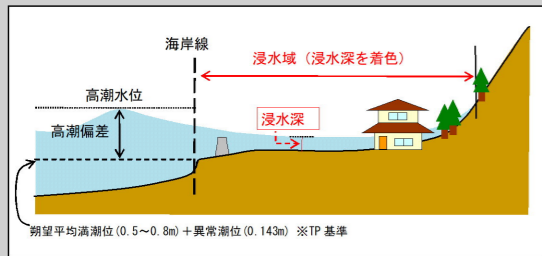 海岸線
浸水域（浸水深を着色）
高潮水位
高潮偏差
浸水深
朔望平均満潮位(0.5～0.8m)＋異常潮位(0.143m) ※TP 基準